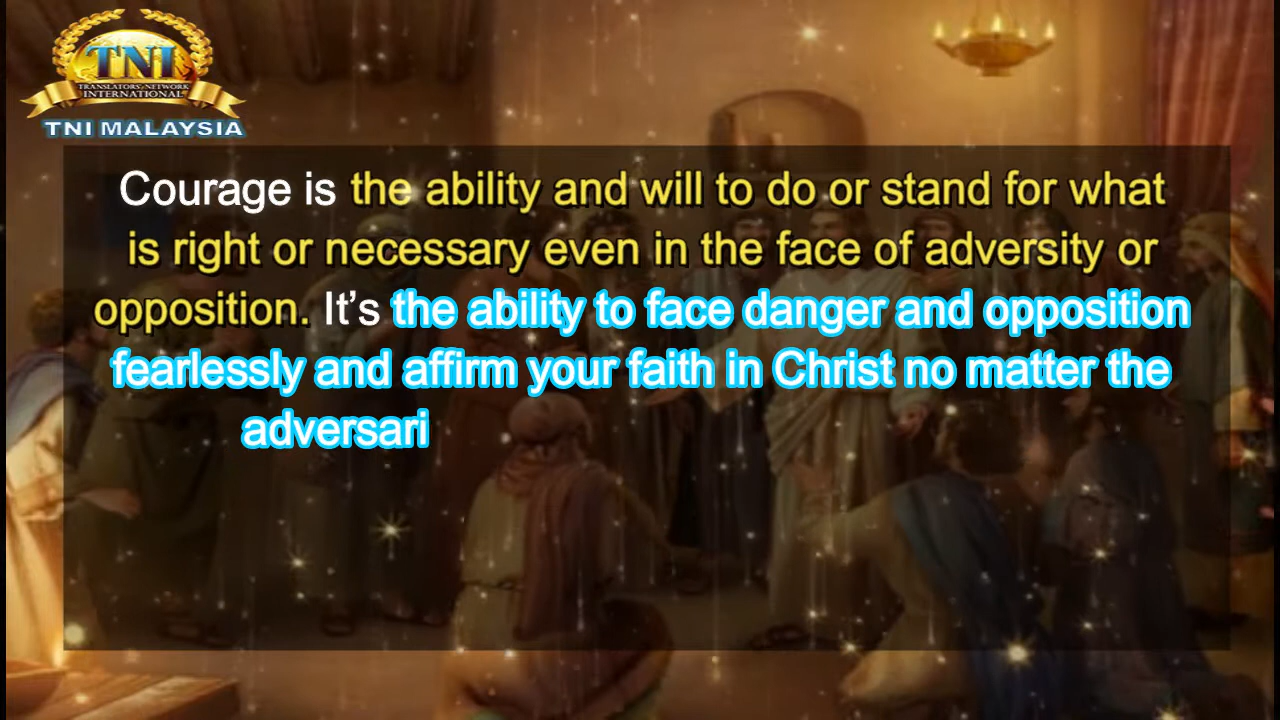 TNI
TRANSLATORS NETWORK
INTERNATIONAL
TNI MALAYSIA
Courage is the ability and will to do or stand for what
is right or necessary even in the face of adversity or
opposition. It’s the ability to face danger and opposition
fearlessly and affirm your faith in Christ no matter the
adversari